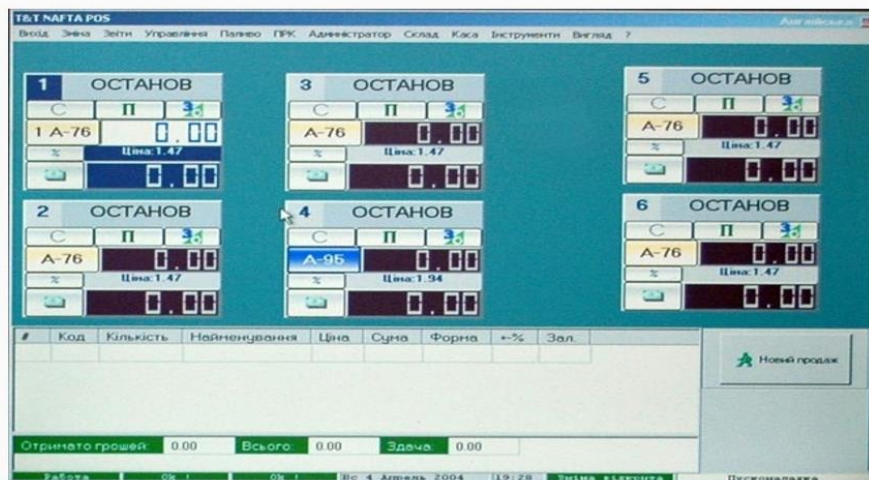 T&T NAFTA POS
Англійська
Вихід Зміна Звіти Управління Паливо ПРК Адміністратор Склад Каса Інструменти Вигляд ?
1 ОСТАНОВ
С П З
1 А-76 0.00
% Ціна:1.47
0.00
3 ОСТАНОВ
С П З
А-76 0.00
% Ціна:1.47
0.00
5 ОСТАНОВ
С П З
А-76 0.00
% Ціна:1.47
0.00
2 ОСТАНОВ
С П З
А-76 0.00
% Ціна:1.47
0.00
4 ОСТАНОВ
С П З
А-95 0.00
% Ціна:1.94
0.00
6 ОСТАНОВ
С П З
А-76 0.00
% Ціна:1.47
0.00
# Код Кількість Найменування Ціна Сума Форма +-% Зал.
Новий продаж
Отримато грошей: 0.00 Всього: 0.00 Здача: 0.00
Работа Ok ! Ok ! Вс 4 Апрель 2004 19:28 Зміна відкрита Пусконаладка